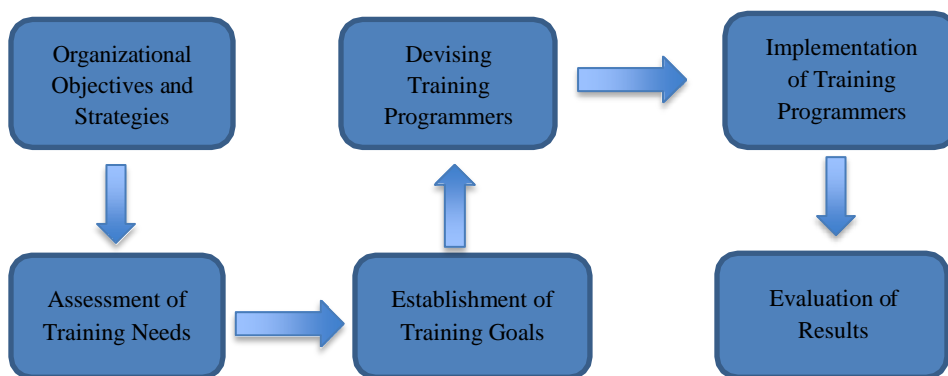 Organizational
Objectives and
Strategies
Devising
Training
Programmers
Implementation
of Training
Programmers
Assessment of
Training Needs
Establishment of
Training Goals
Evaluation of
Results